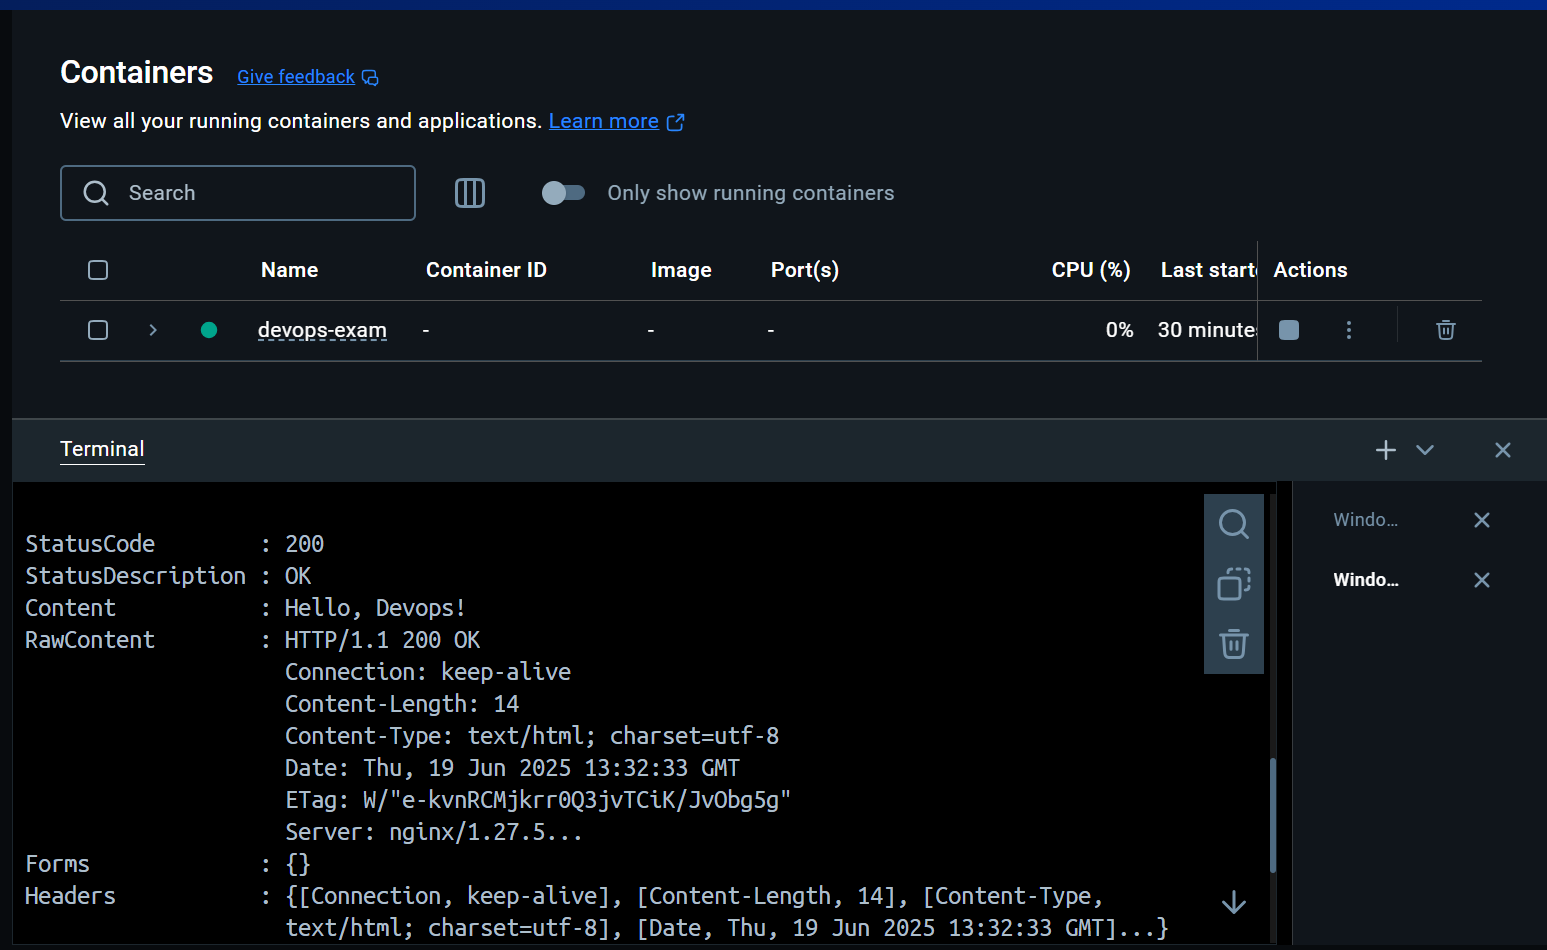 Containers Give feedback
View all your running containers and applications. Learn more
Search Only show running containers
Name Container ID Image Port(s) CPU (%) Last starte Actions
devops-exam - - - 0% 30 minutes
Terminal
Windo...
Windo...
StatusCode : 200
StatusDescription : OK
Content : Hello, Devops!
RawContent : HTTP/1.1 200 OK
Connection: keep-alive
Content-Length: 14
Content-Type: text/html; charset=utf-8
Date: Thu, 19 Jun 2025 13:32:33 GMT
ETag: W/"e-kvnRCMjkrr0Q3jvTCiK/JvObg5g"
Server: nginx/1.27.5...
Forms : {}
Headers : {[Connection, keep-alive], [Content-Length, 14], [Content-Type,
text/html; charset=utf-8], [Date, Thu, 19 Jun 2025 13:32:33 GMT]...}